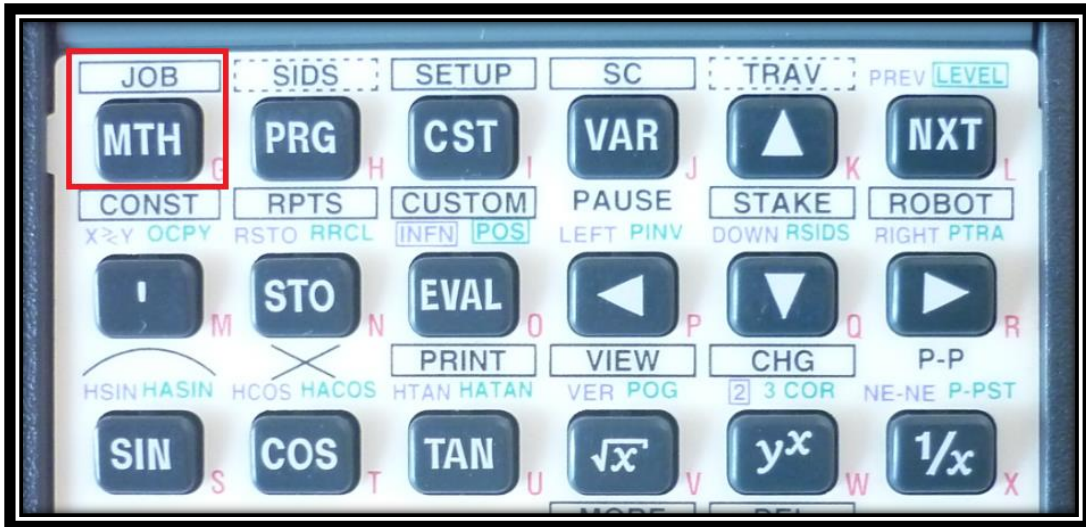 JOB SIDS SETUP SC TRAV PREV LEVEL
MTH G PRG H CST I VAR J ▲ K NXT L
CONST RPTS CUSTOM PAUSE STAKE ROBOT
X≷Y OCPY RSTO RRCL INFN POS LEFT PINV DOWN RSIDS RIGHT PTRA
' M STO N EVAL O ◀ P ▼ Q ▶ R
PRINT VIEW CHG P-P
HSIN HASIN HCOS HACOS HTAN HATAN VER POG 2 3 COR NE-NE P-PST
SIN S COS T TAN U √x V yˣ W 1/x X
MODE DEL